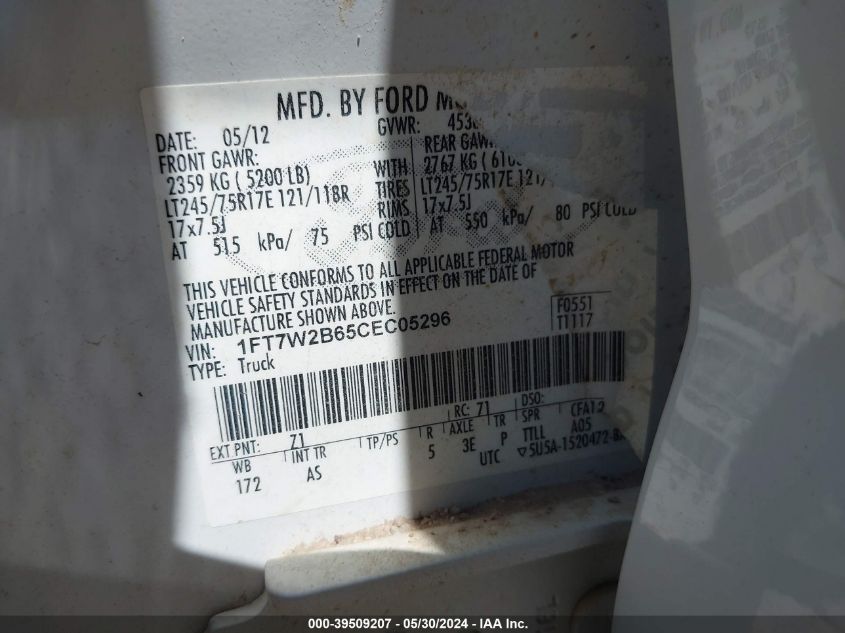 MFD. BY FORD
DATE: 05/12 GVWR:
FRONT GAWR: REAR GAWR
2359 KG ( 5200 LB) WITH 2767 KG (
LT245/75R17E 121/118R TIRES LT245/75R17E 121/
17x7.5J RIMS 17x7.5J
AT 515 kPa/ 75 PSI COLD AT 550 kPa/ 80 PSI COLD
THIS VEHICLE CONFORMS TO ALL APPLICABLE FEDERAL MOTOR
VEHICLE SAFETY STANDARDS IN EFFECT ON THE DATE OF
MANUFACTURE SHOWN ABOVE.
F0551
VIN: 1FT7W2B65CEC05296
T1117
TYPE: Truck
EXT PNT: Z1 RC: 71 DSO:
WB INT TR TP/PS R AXLE TR SPR
172 AS 5 3E P TTLL A05
UTC
000-39509207 - 05/30/2024 - IAA Inc.